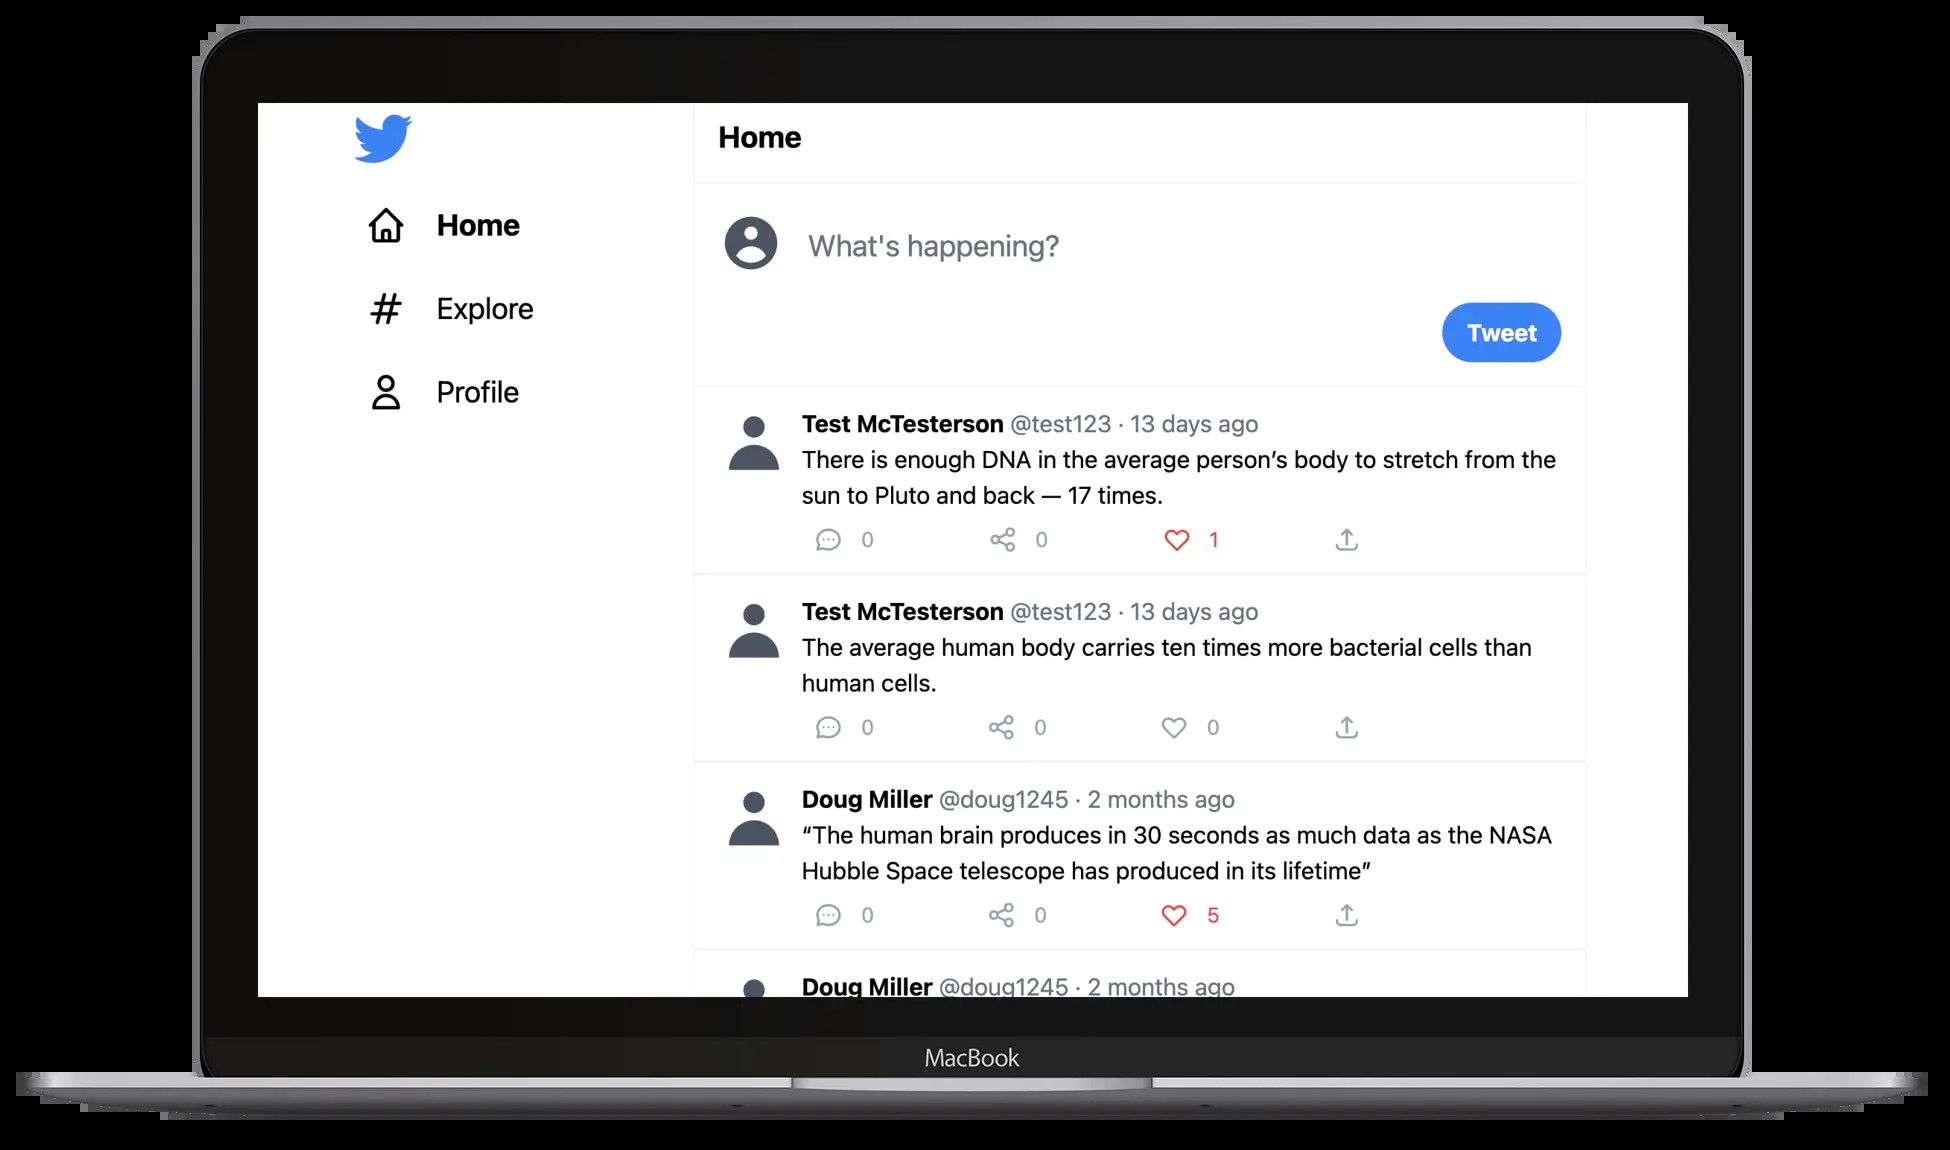 Home
Explore
Profile
Home
What's happening?
Tweet
Test McTesterson @test123 · 13 days ago
There is enough DNA in the average person’s body to stretch from the
sun to Pluto and back — 17 times.
0 0 1
Test McTesterson @test123 · 13 days ago
The average human body carries ten times more bacterial cells than
human cells.
0 0 0
Doug Miller @doug1245 · 2 months ago
“The human brain produces in 30 seconds as much data as the NASA
Hubble Space telescope has produced in its lifetime”
0 0 5
Doug Miller @doug1245 · 2 months ago
MacBook